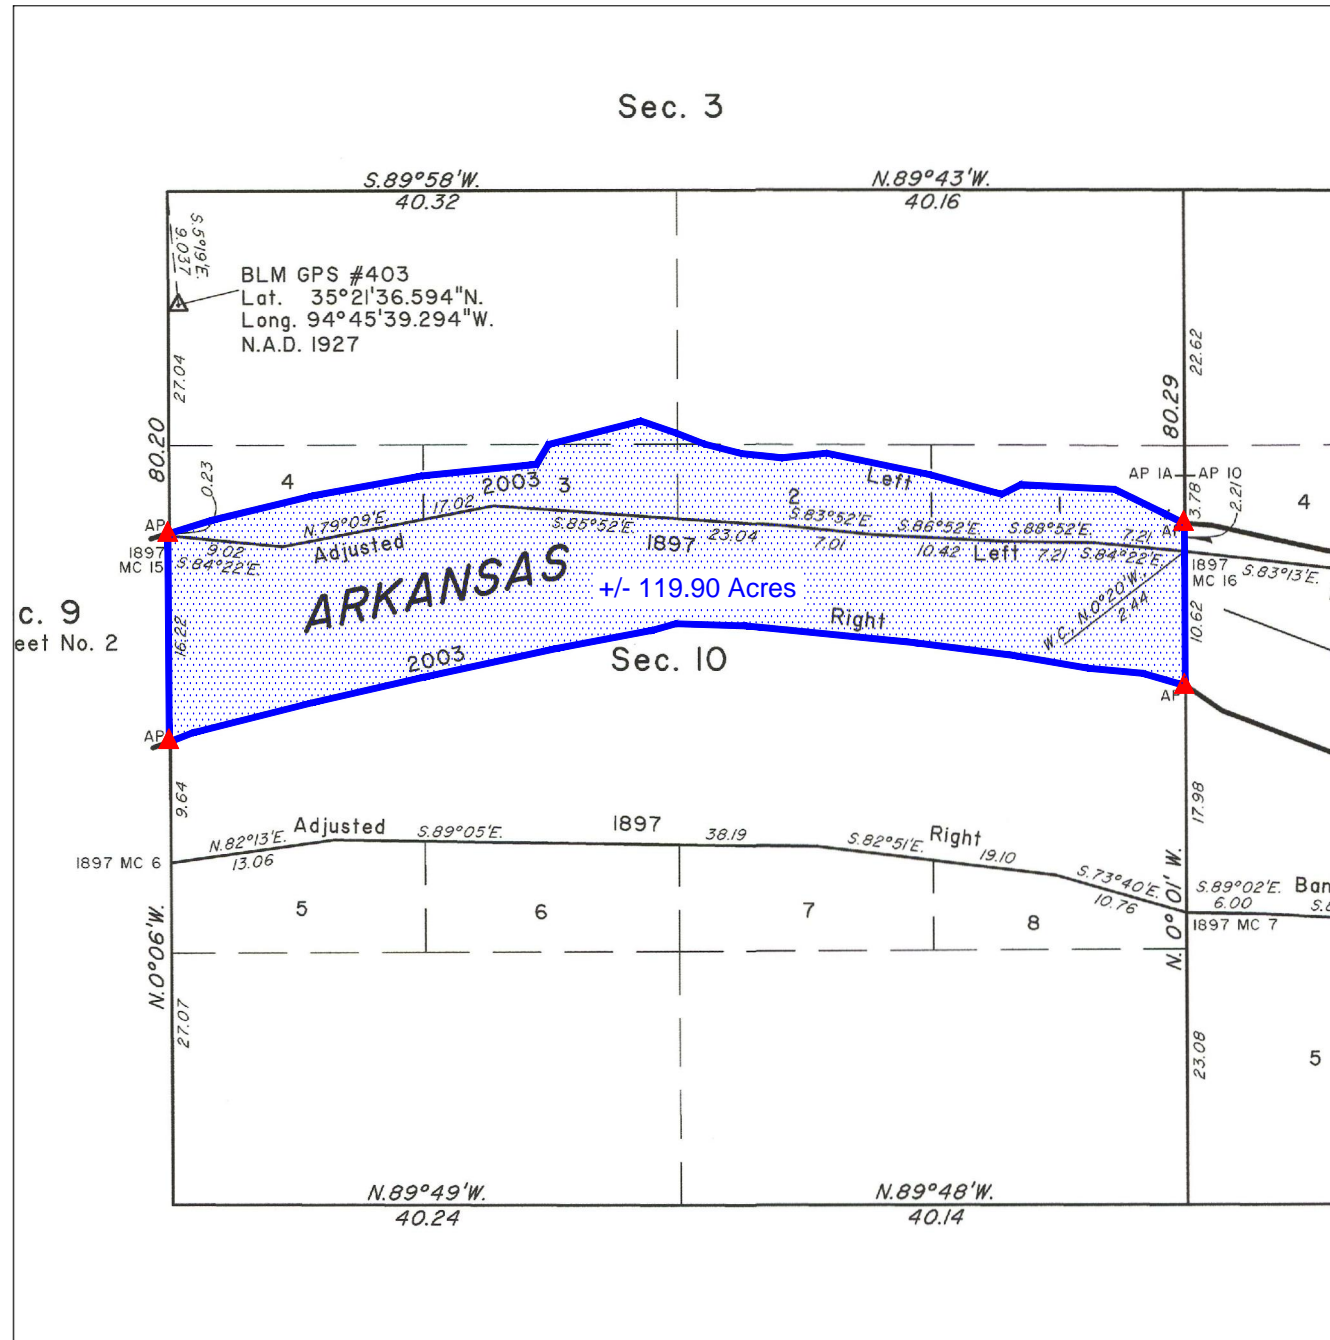 Sec. 3
S.89°58'W.
40.32
N.89°43'W.
40.16
S.5°19'E.
9.037
BLM GPS #403
Lat. 35°21'36.594"N.
Long. 94°45'39.294"W.
N.A.D. 1927
27.04
22.62
80.20
80.29
0.23
4
2003
3
2
Left
AP 1A
AP 10
3.78
2.21
4
AP
1897
MC 15
9.02
S.84°22'E.
N.79°09'E.
17.02
Adjusted
S.85°52'E.
1897
23.04
S.83°52'E.
7.01
S.86°52'E.
10.42
Left
S.88°52'E.
7.21
7.21
S.84°22'E.
1897
MC 16
S.83°13'E.
ARKANSAS
+/- 119.90 Acres
W.C., N.0°20'W.
2.44
10.62
c. 9
eet No. 2
16.22
2003
Right
Sec. 10
AP
AP
9.64
17.98
1897 MC 6
N.82°13'E.
13.06
Adjusted
S.89°05'E.
1897
38.19
S.82°51'E.
Right
19.10
S.73°40'E.
10.76
S.89°02'E.
6.00
Ban
1897 MC 7
5
6
7
8
N.0°06'W.
N.0°01'W.
27.07
23.08
5
N.89°49'W.
40.24
N.89°48'W.
40.14